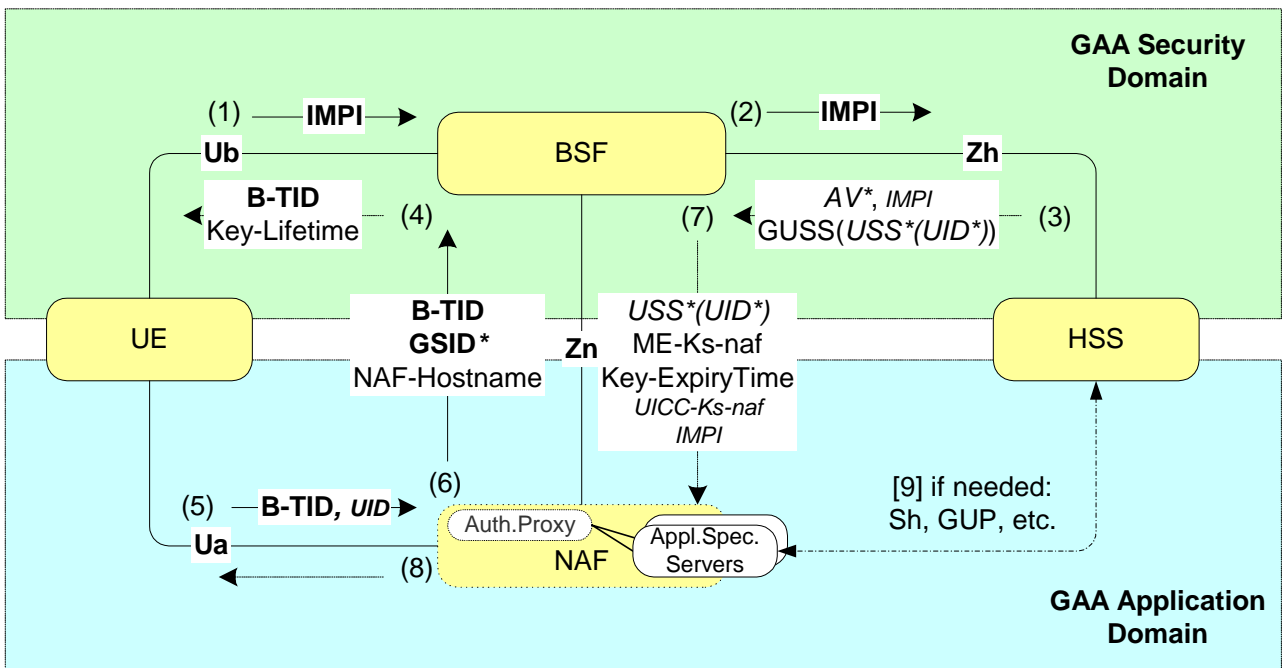 GAA Security
Domain
(1)
IMPI
(2)
IMPI
BSF
Ub
Zh
B-TID
Key-Lifetime
(4)
(7)
AV*, IMPI
GUSS(USS*(UID*))
(3)
UE
B-TID
GSID*
NAF-Hostname
Zn
USS*(UID*)
ME-Ks-naf
Key-ExpiryTime
UICC-Ks-naf
IMPI
HSS
(5)
B-TID, UID
(6)
[9] if needed:
Sh, GUP, etc.
Ua
Auth.Proxy
NAF
Appl.Spec.
Servers
(8)
GAA Application
Domain